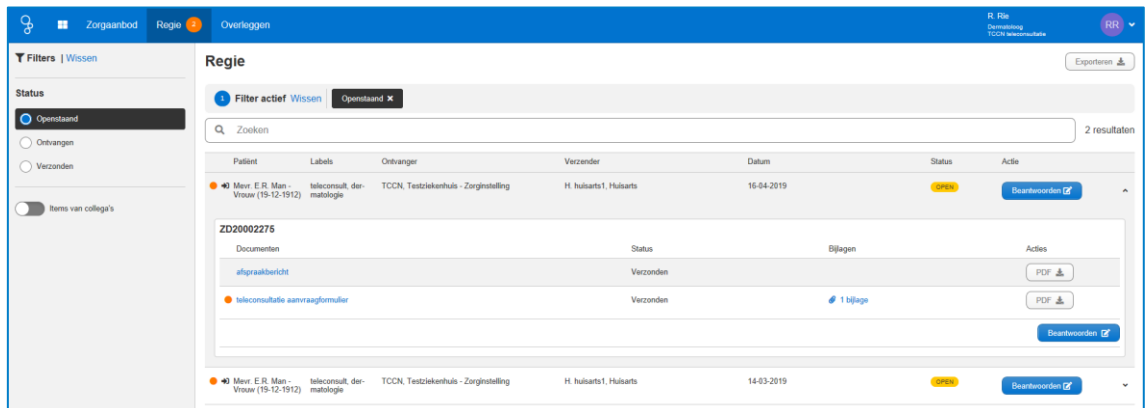 Zorgaanbod Regie 2 Overleggen
R. Rie
Dermatoloog
TCCN teleconsultatie
RR
Filters | Wissen
Status
Openstaand
Ontvangen
Verzonden
Items van collega's
Regie
Exporteren
1 Filter actief Wissen Openstaand ✕
Zoeken
2 resultaten
Patiënt Labels Ontvanger Verzender Datum Status Actie
Mevr. E.R. Man - teleconsult, der- TCCN, Testziekenhuis - Zorginstelling H. huisarts1, Huisarts 16-04-2019 OPEN Beantwoorden
Vrouw (19-12-1912) matologie
ZD20002275
Documenten Status Bijlagen Acties
afspraakbericht Verzonden PDF
teleconsultatie aanvraagformulier Verzonden 1 bijlage PDF
Beantwoorden
Mevr. E.R. Man - teleconsult, der- TCCN, Testziekenhuis - Zorginstelling H. huisarts1, Huisarts 14-03-2019 OPEN Beantwoorden
Vrouw (19-12-1912) matologie